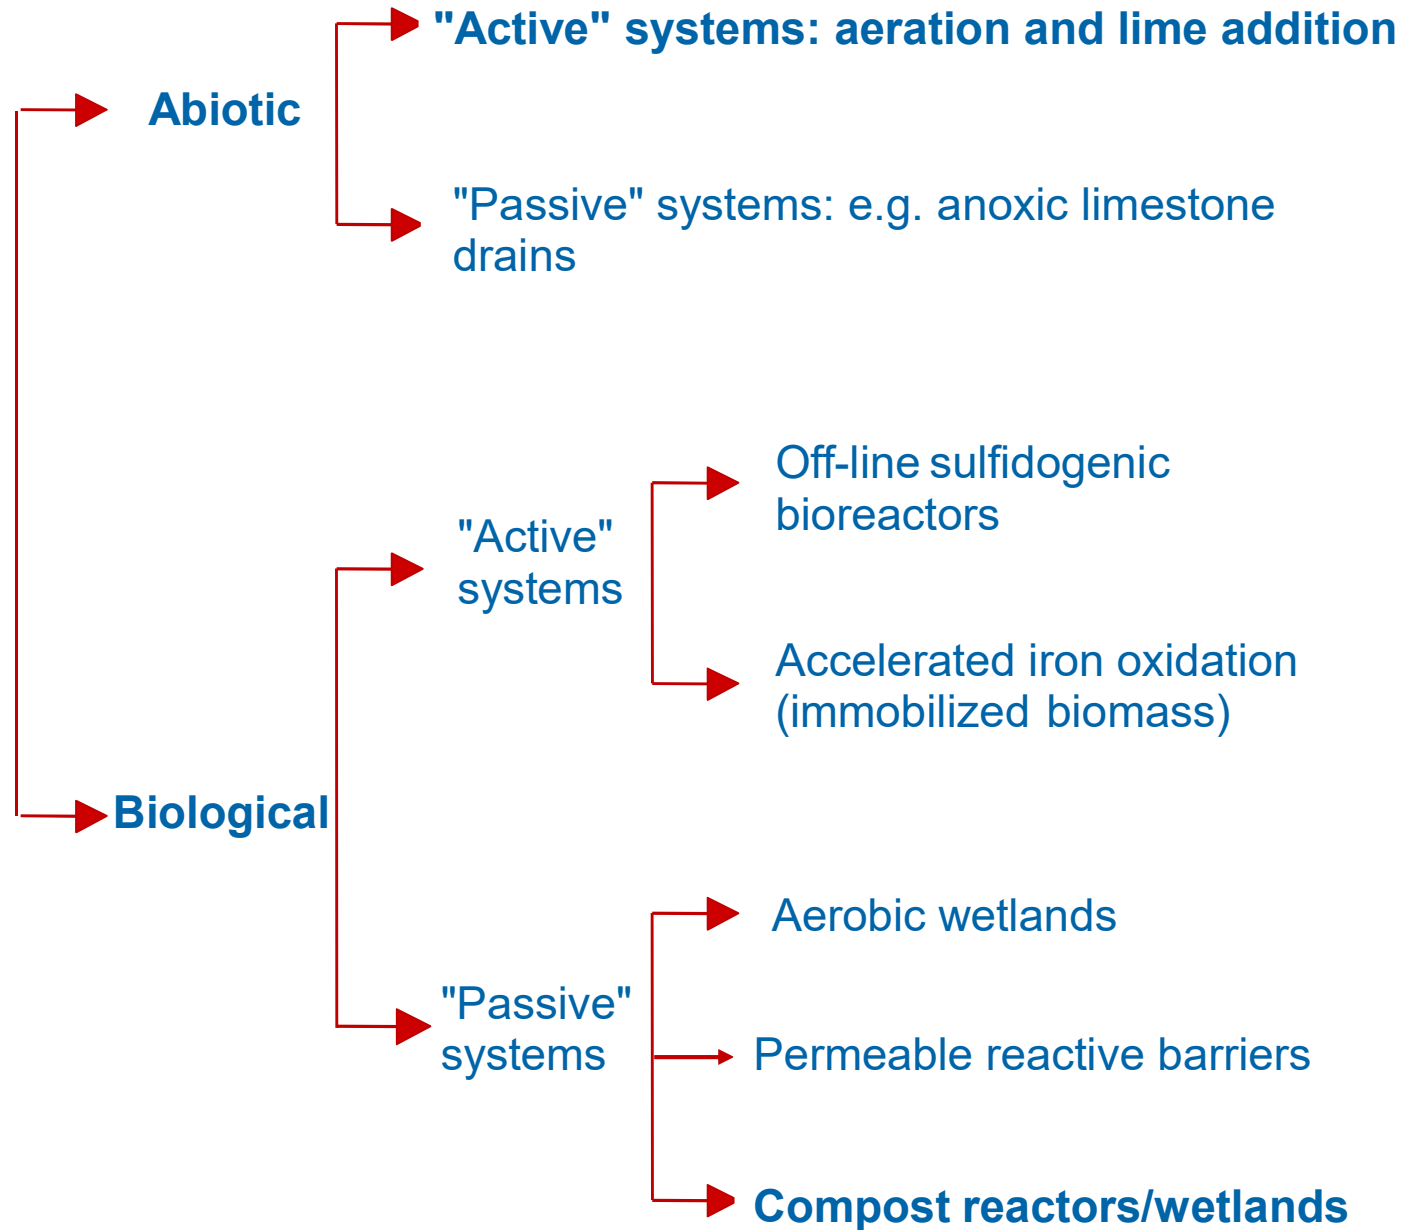 "Active" systems: aeration and lime addition
Abiotic
"Passive" systems: e.g. anoxic limestone
drains
Off-line sulfidogenic
bioreactors
"Active"
systems
Accelerated iron oxidation
(immobilized biomass)
Biological
Aerobic wetlands
"Passive"
systems
Permeable reactive barriers
Compost reactors/wetlands